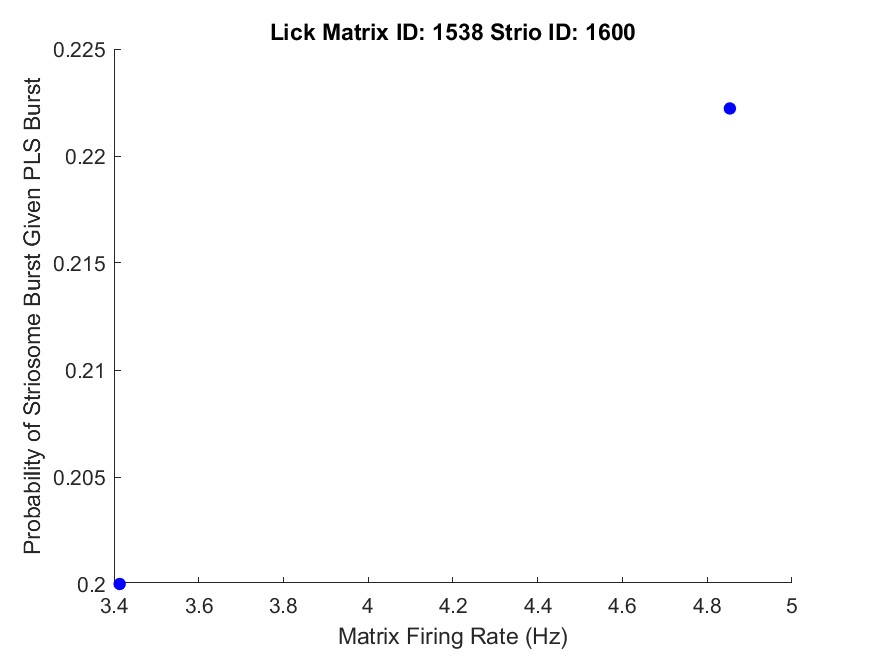 Lick Matrix ID: 1538 Strio ID: 1600
Probability of Striosome Burst Given PLS Burst
0.225
0.22
0.215
0.21
0.205
0.2
3.4 3.6 3.8 4 4.2 4.4 4.6 4.8 5
Matrix Firing Rate (Hz)